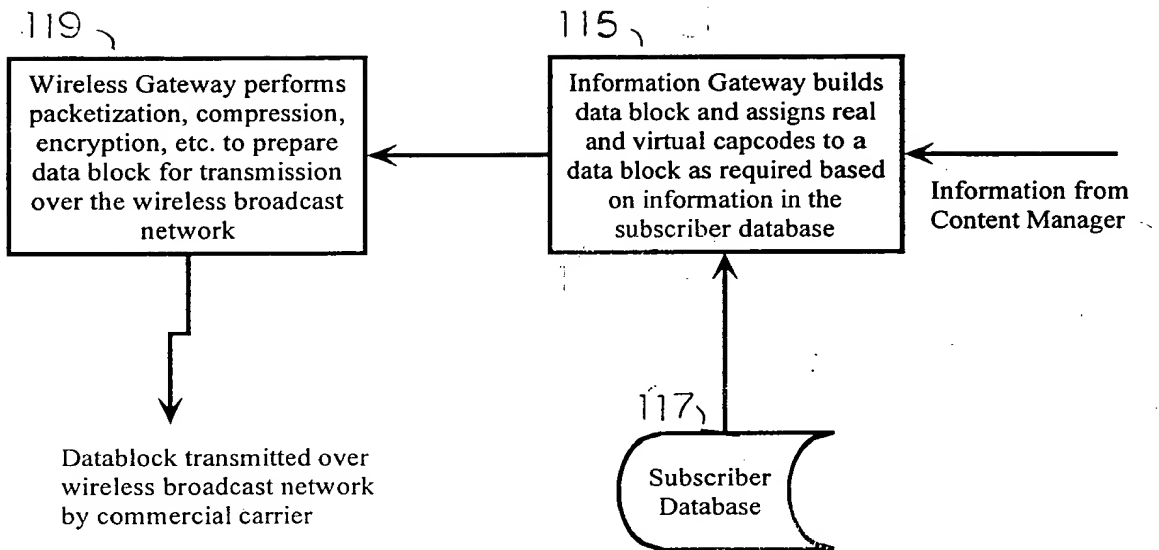 119
Wireless Gateway performs
packetization, compression,
encryption, etc. to prepare
data block for transmission
over the wireless broadcast
network
115
Information Gateway builds
data block and assigns real
and virtual capcodes to a
data block as required based
on information in the
subscriber database
Information from
Content Manager
117
Subscriber
Database
Datablock transmitted over
wireless broadcast network
by commercial carrier